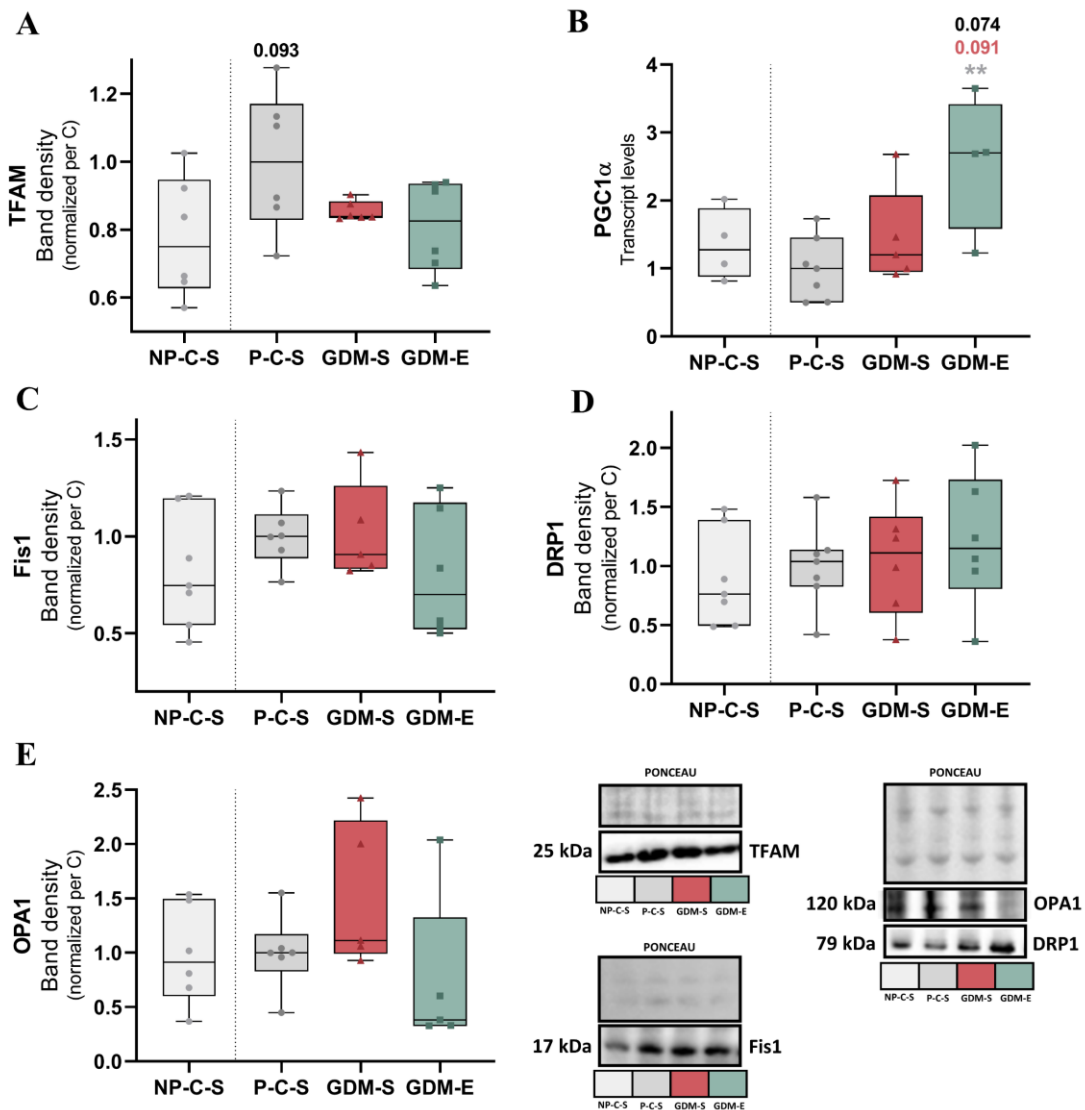 A
0.093
TFAM
Band density
(normalized per C)
1.2
1.0
0.8
0.6
NP-C-S
P-C-S
GDM-S
GDM-E
B
0.074
0.091
**
PGC1α
Transcript levels
4
3
2
1
0
NP-C-S
P-C-S
GDM-S
GDM-E
C
Fis1
Band density
(normalized per C)
1.5
1.0
0.5
NP-C-S
P-C-S
GDM-S
GDM-E
D
DRP1
Band density
(normalized per C)
2.0
1.5
1.0
0.5
0.0
NP-C-S
P-C-S
GDM-S
GDM-E
E
OPA1
Band density
(normalized per C)
2.5
2.0
1.5
1.0
0.5
0.0
NP-C-S
P-C-S
GDM-S
GDM-E
PONCEAU
25 kDa
TFAM
NP-C-S
P-C-S
GDM-S
GDM-E
PONCEAU
17 kDa
Fis1
NP-C-S
P-C-S
GDM-S
GDM-E
PONCEAU
120 kDa
OPA1
79 kDa
DRP1
NP-C-S
P-C-S
GDM-S
GDM-E